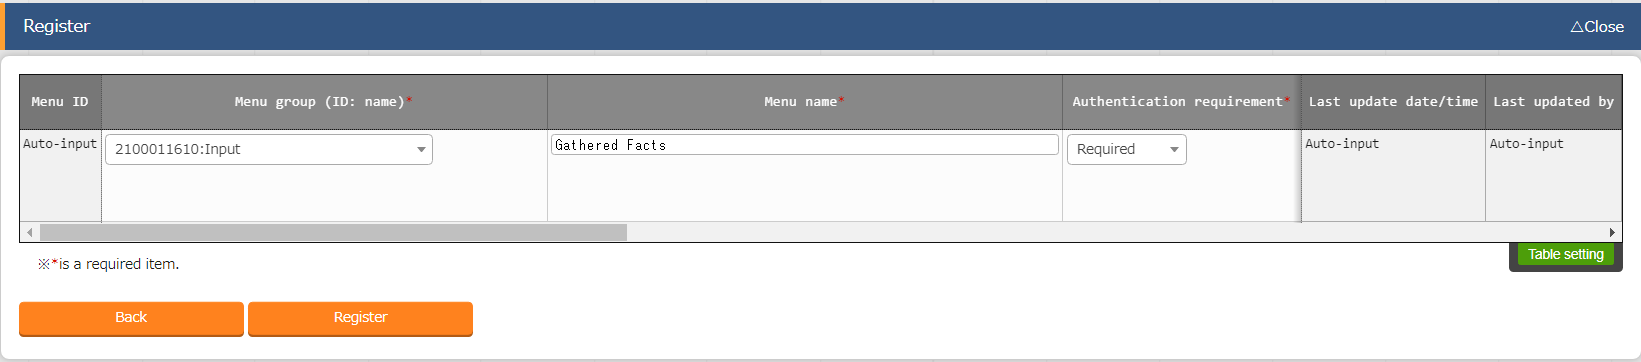 Register
△Close
Menu ID
Menu group (ID: name)*
Menu name*
Authentication requirement*
Last update date/time
Last updated by
Auto-input
2100011610:Input
Gathered Facts
Required
Auto-input
Auto-input
※*is a required item.
Table setting
Back
Register